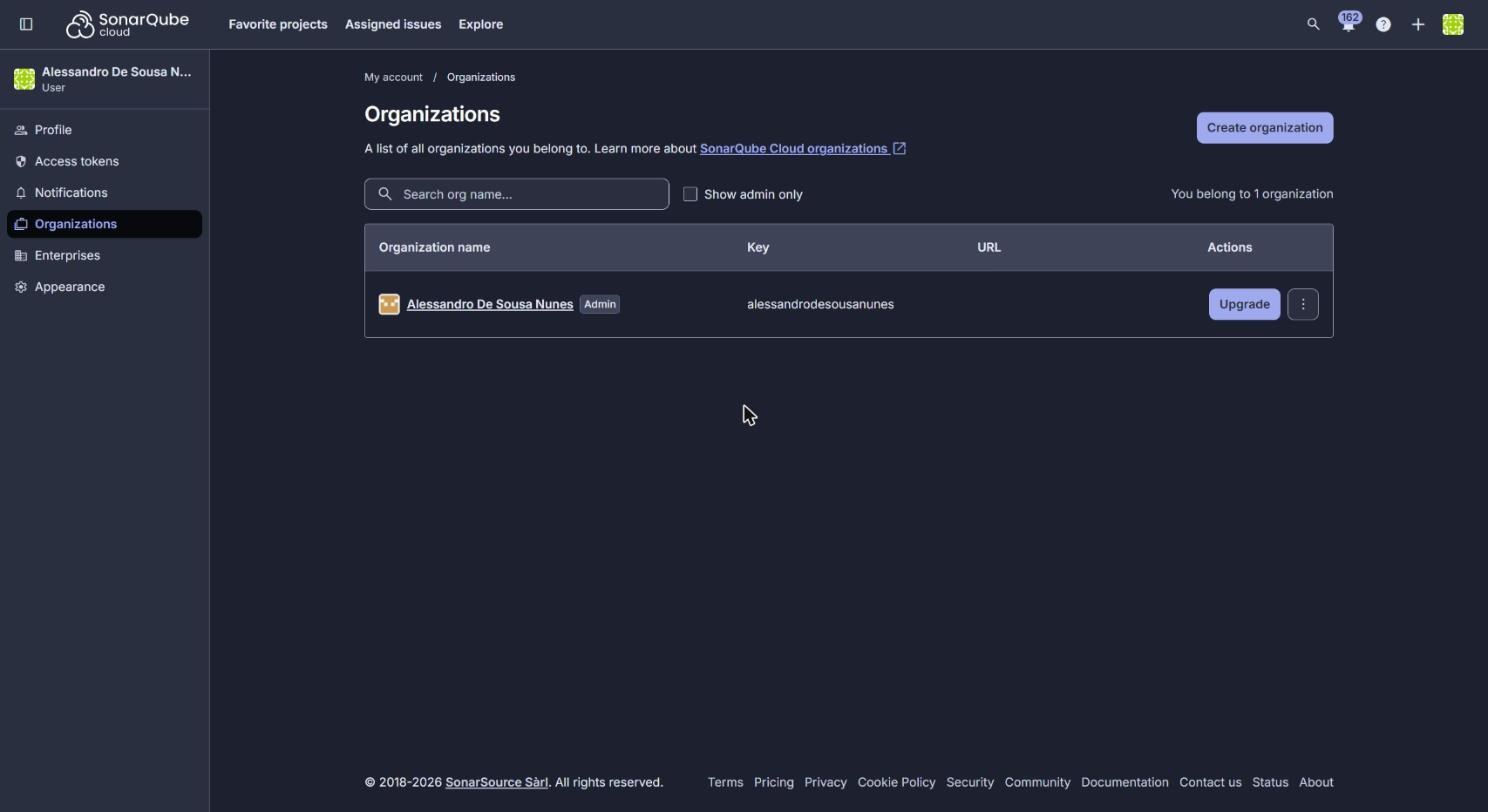 SonarQube cloud
Favorite projects
Assigned issues
Explore
162
?
Alessandro De Sousa N...
User
Profile
Access tokens
Notifications
Organizations
Enterprises
Appearance
My account / Organizations
Organizations
A list of all organizations you belong to. Learn more about SonarQube Cloud organizations
Create organization
Search org name...
Show admin only
You belong to 1 organization
Organization name Key URL Actions
Alessandro De Sousa Nunes Admin alessandrodesousanunes Upgrade
© 2018-2026 SonarSource Sàrl. All rights reserved. Terms Pricing Privacy Cookie Policy Security Community Documentation Contact us Status About